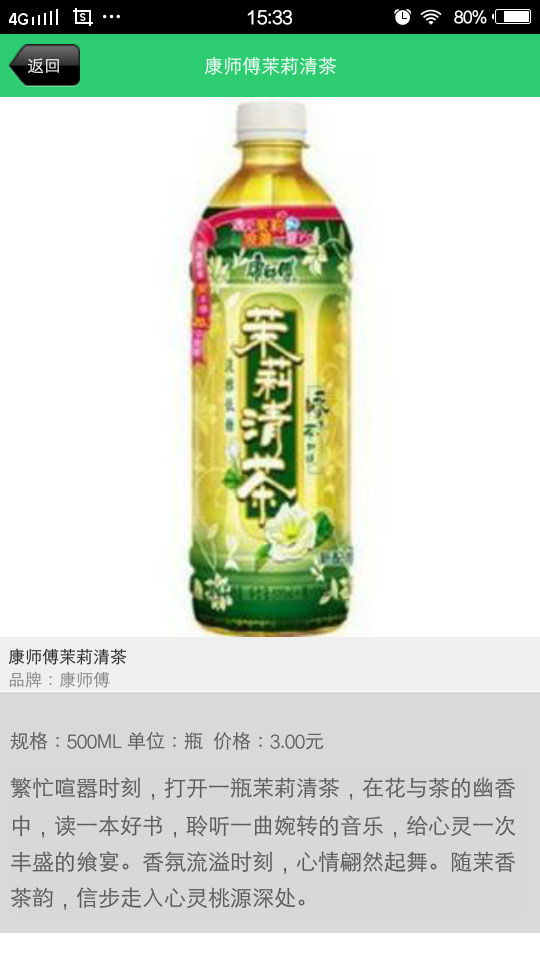 4G 15:33 80%
返回
康师傅茉莉清茶
康师傅
茉莉清茶
康师傅茉莉清茶
品牌：康师傅
规格：500ML 单位：瓶 价格：3.00元
繁忙喧嚣时刻，打开一瓶茉莉清茶，在花与茶的幽香
中，读一本好书，聆听一曲婉转的音乐，给心灵一次
丰盛的飨宴。香氛流溢时刻，心情翩然起舞。随茉香
茶韵，信步走入心灵桃源深处。